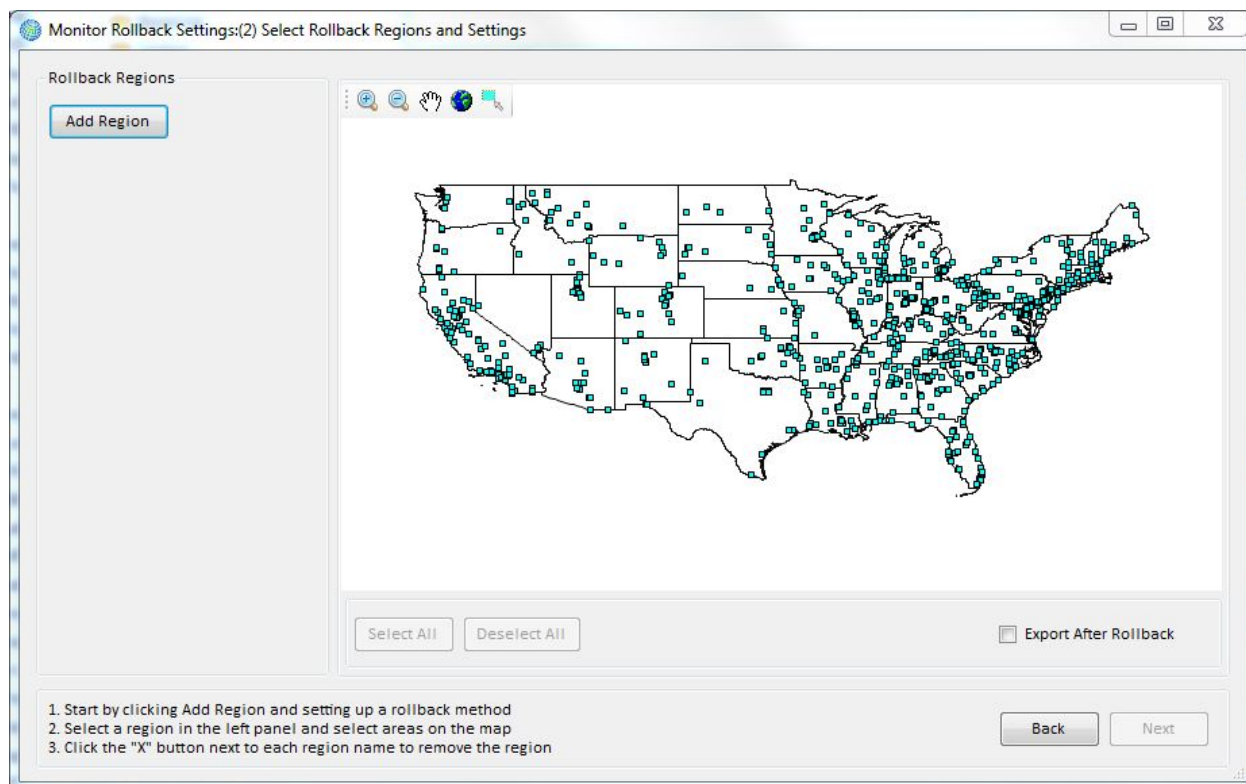 Monitor Rollback Settings:(2) Select Rollback Regions and Settings
Rollback Regions
Add Region
Select All
Deselect All
Export After Rollback
1. Start by clicking Add Region and setting up a rollback method
2. Select a region in the left panel and select areas on the map
3. Click the "X" button next to each region name to remove the region
Back
Next